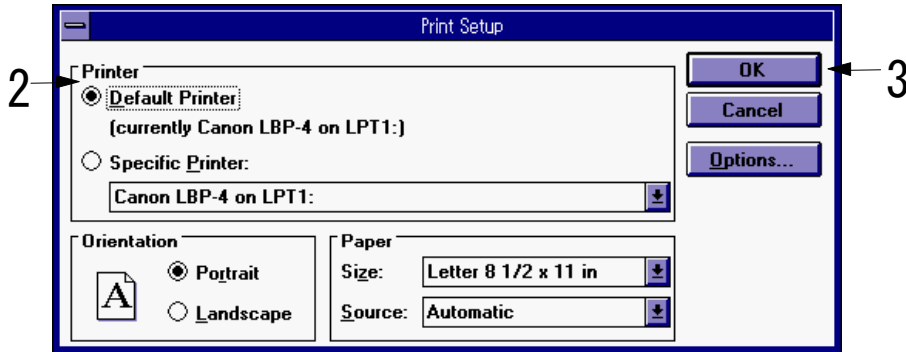 Print Setup
2
Printer
Default Printer
(currently Canon LBP-4 on LPT1:)
Specific Printer:
Canon LBP-4 on LPT1:
OK
3
Cancel
Options...
Orientation
A
Portrait
Landscape
Paper
Size: Letter 8 1/2 x 11 in
Source: Automatic